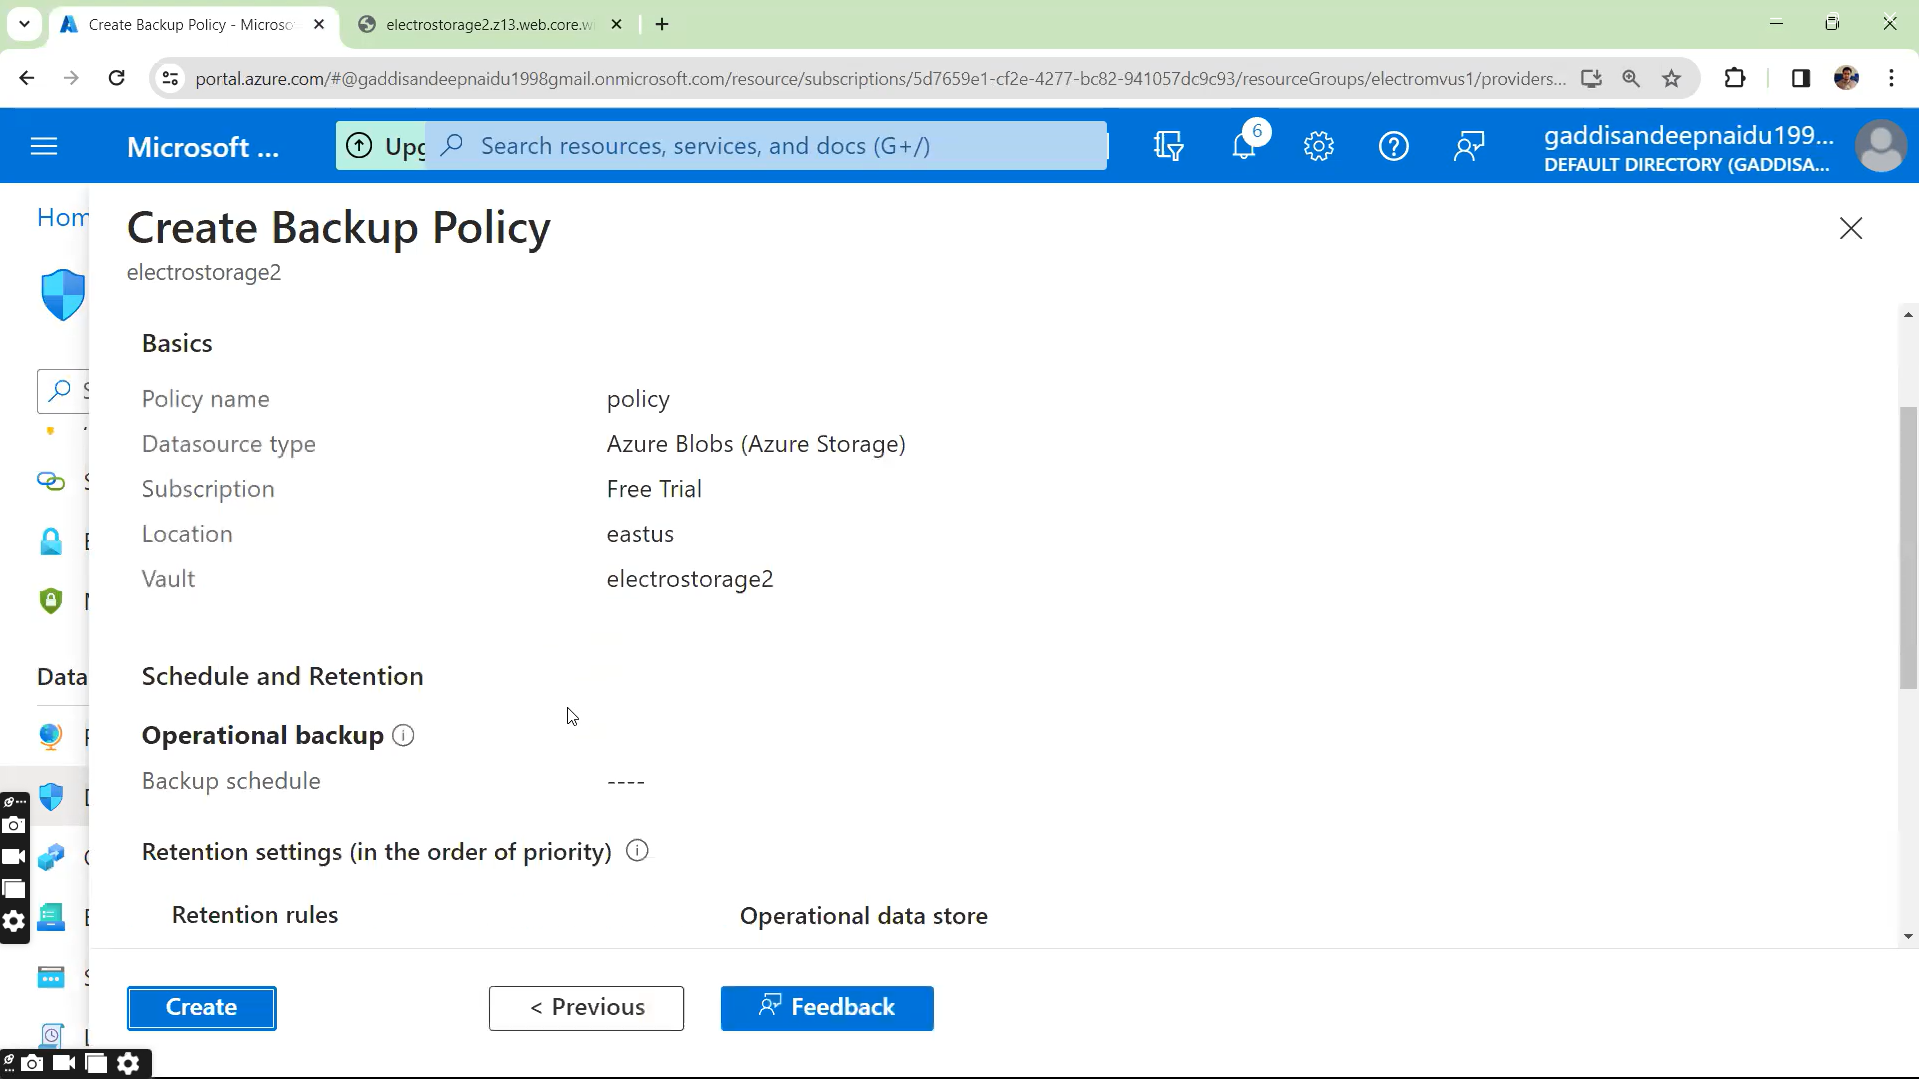 Create Backup Policy - Microso
electrostorage2.z13.web.core.wi
portal.azure.com/#@gaddisandeepnaidu1998gmail.onmicrosoft.com/resource/subscriptions/5d7659e1-cf2e-4277-bc82-941057dc9c93/resourceGroups/electromvus1/providers...
Microsoft ...
Upg
Search resources, services, and docs (G+/)
6
gaddisandeepnaidu199...
DEFAULT DIRECTORY (GADDISA...
Hom
Create Backup Policy
electrostorage2
Basics
Policy name policy
Datasource type Azure Blobs (Azure Storage)
Subscription Free Trial
Location eastus
Vault electrostorage2
Data
Schedule and Retention
Operational backup
Backup schedule ----
Retention settings (in the order of priority)
Retention rules Operational data store
Create
< Previous
Feedback